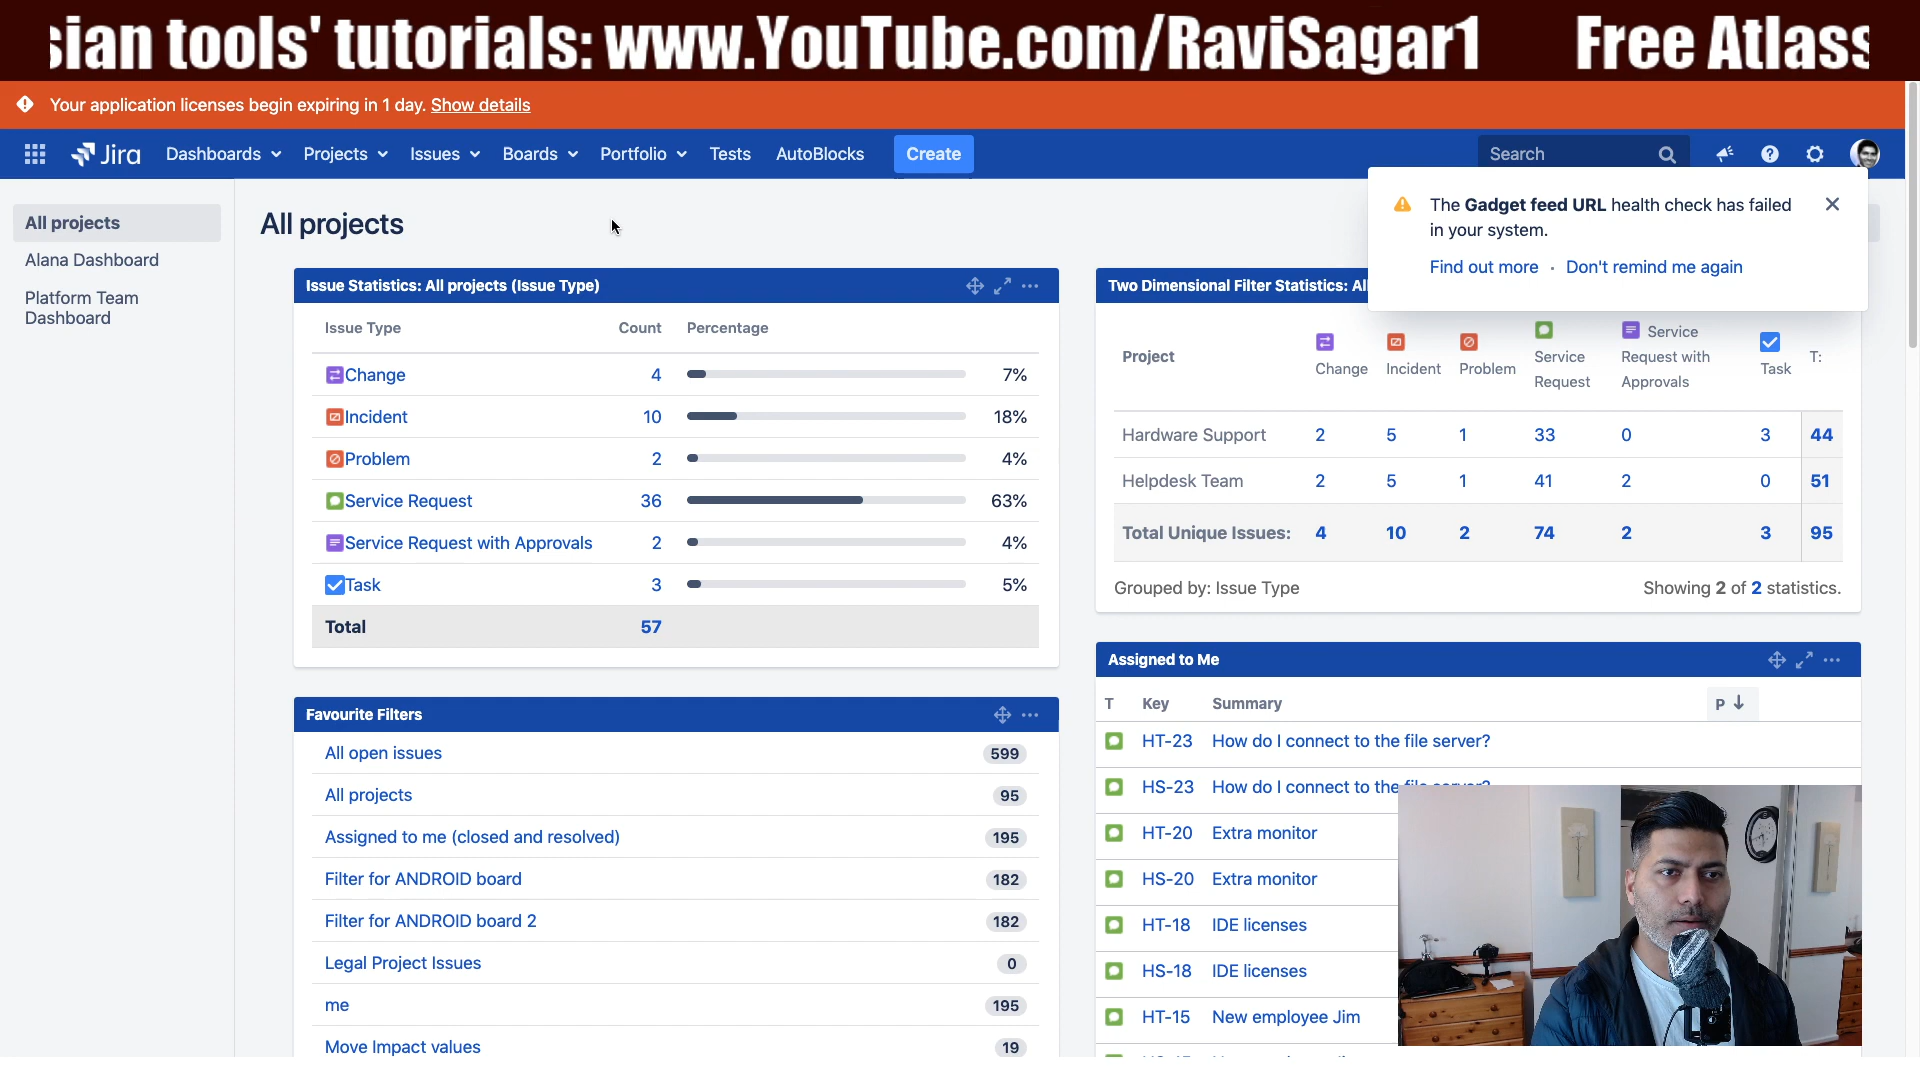 sian tools' tutorials: www.YouTube.com/RaviSagar1 Free Atlass
Your application licenses begin expiring in 1 day. Show details
Jira Dashboards Projects Issues Boards Portfolio Tests AutoBlocks Create Search
All projects
Alana Dashboard
Platform Team
Dashboard
All projects
The Gadget feed URL health check has failed
in your system.
Find out more · Don't remind me again
Issue Statistics: All projects (Issue Type)
Issue Type Count Percentage
Change 4 7%
Incident 10 18%
Problem 2 4%
Service Request 36 63%
Service Request with Approvals 2 4%
Task 3 5%
Total 57
Favourite Filters
All open issues 599
All projects 95
Assigned to me (closed and resolved) 195
Filter for ANDROID board 182
Filter for ANDROID board 2 182
Legal Project Issues 0
me 195
Move Impact values 19
Two Dimensional Filter Statistics: All
Project Change Incident Problem Service Request Service Request with Approvals Task T:
Hardware Support 2 5 1 33 0 3 44
Helpdesk Team 2 5 1 41 2 0 51
Total Unique Issues: 4 10 2 74 2 3 95
Grouped by: Issue Type Showing 2 of 2 statistics.
Assigned to Me
T Key Summary P
HT-23 How do I connect to the file server?
HS-23 How do I connect to the file server?
HT-20 Extra monitor
HS-20 Extra monitor
HT-18 IDE licenses
HS-18 IDE licenses
HT-15 New employee Jim